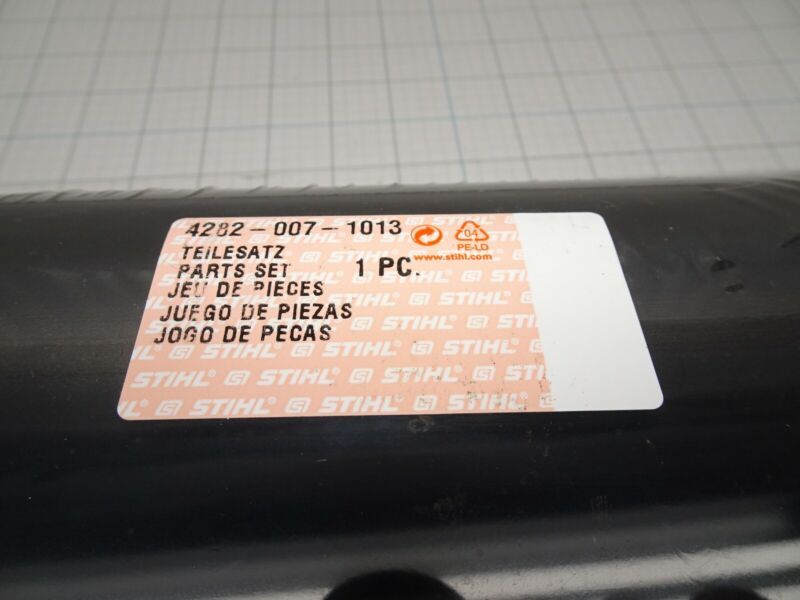 4282-007-1013
TEILESATZ
PARTS SET 1 PC.
JEU DE PIECES
JUEGO DE PIEZAS
JOGO DE PECAS
04
PE-LD
www.stihl.com
STIHL STIHL STIHL STIHL
STIHL STIHL STIHL STIHL